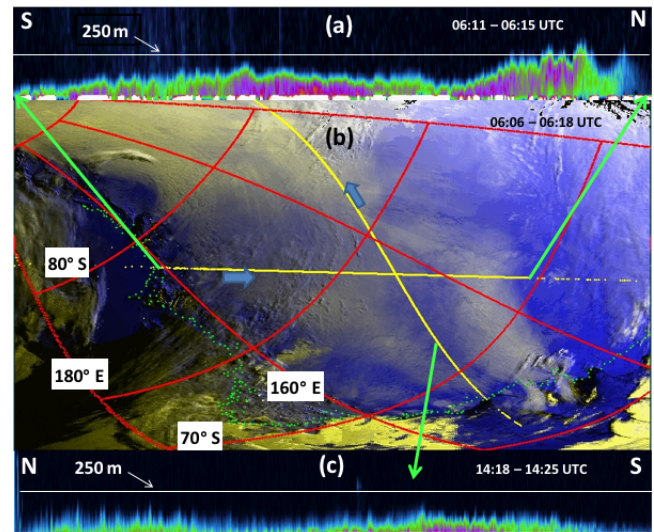 S (a) 06:11 – 06:15 UTC N
250 m
(b) 06:06 – 06:18 UTC
80° S
180° E
160° E
70° S
N 250 m (c) 14:18 – 14:25 UTC S